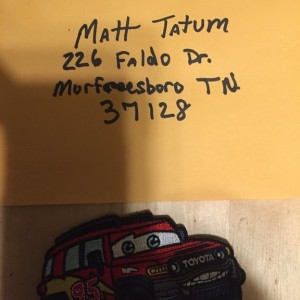 Matt Tatum
226 Faldo Dr.
Murfreesboro TN
37128
TOYOTA
95